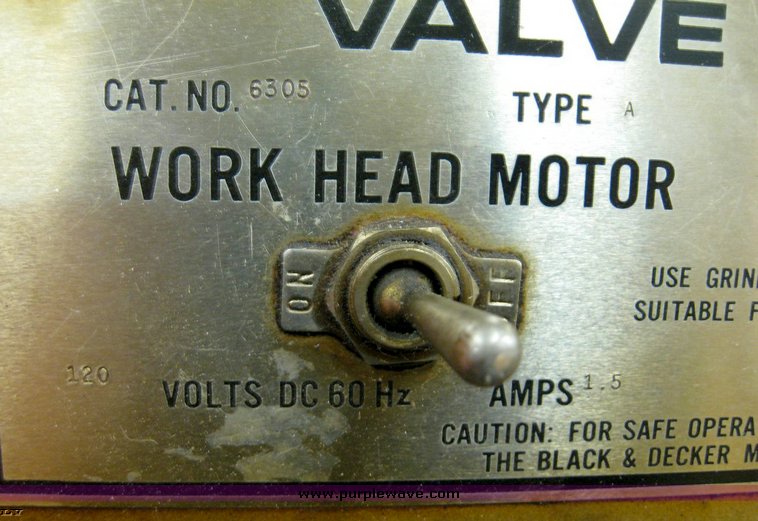 VALVE
CAT. NO. 6305 TYPE A
WORK HEAD MOTOR
ON FF
USE GRIN
SUITABLE F
120 VOLTS DC 60 Hz AMPS 1.5
CAUTION: FOR SAFE OPERA
THE BLACK & DECKER M
www.purplewave.com